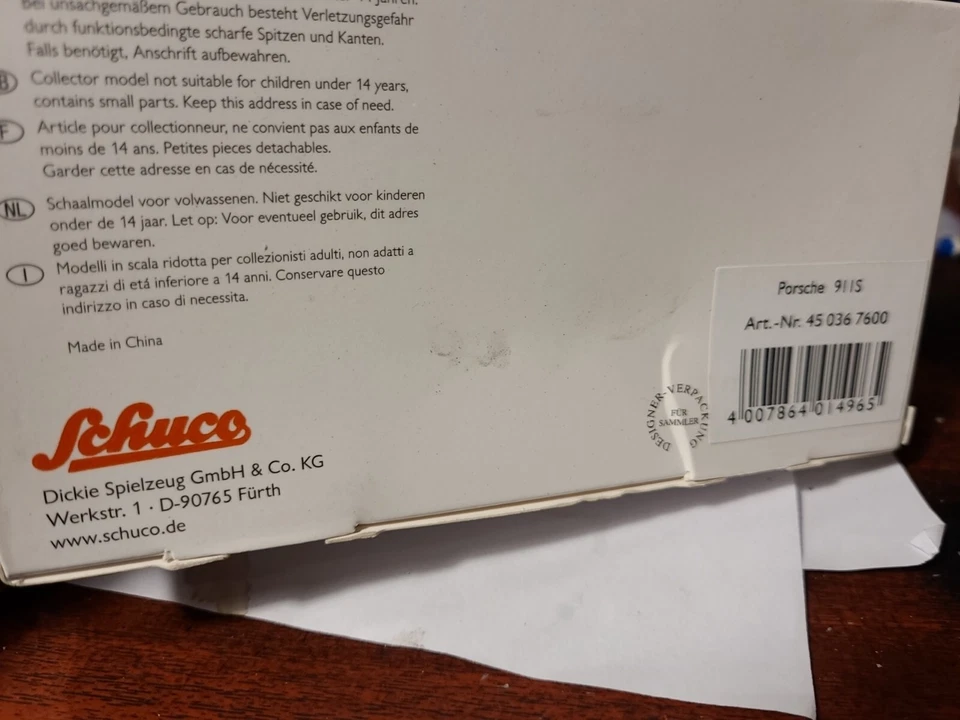 14 Jahren.
Bei unsachgemäßem Gebrauch besteht Verletzungsgefahr
durch funktionsbedingte scharfe Spitzen und Kanten.
Falls benötigt, Anschrift aufbewahren.
B Collector model not suitable for children under 14 years,
contains small parts. Keep this address in case of need.
F Article pour collectionneur, ne convient pas aux enfants de
moins de 14 ans. Petites pieces detachables.
Garder cette adresse en cas de nécessité.
NL Schaalmodel voor volwassenen. Niet geschikt voor kinderen
onder de 14 jaar. Let op: Voor eventueel gebruik, dit adres
goed bewaren.
I Modelli in scala ridotta per collezionisti adulti, non adatti a
ragazzi di etá inferiore a 14 anni. Conservare questo
indirizzo in caso di necessita.
Made in China
Schuco
Dickie Spielzeug GmbH & Co. KG
Werkstr. 1 · D-90765 Fürth
www.schuco.de
DESIGNER-VERPACKUNG
FÜR
SAMMLER
Porsche 911S
Art.-Nr. 45 036 7600
4 007864 014965